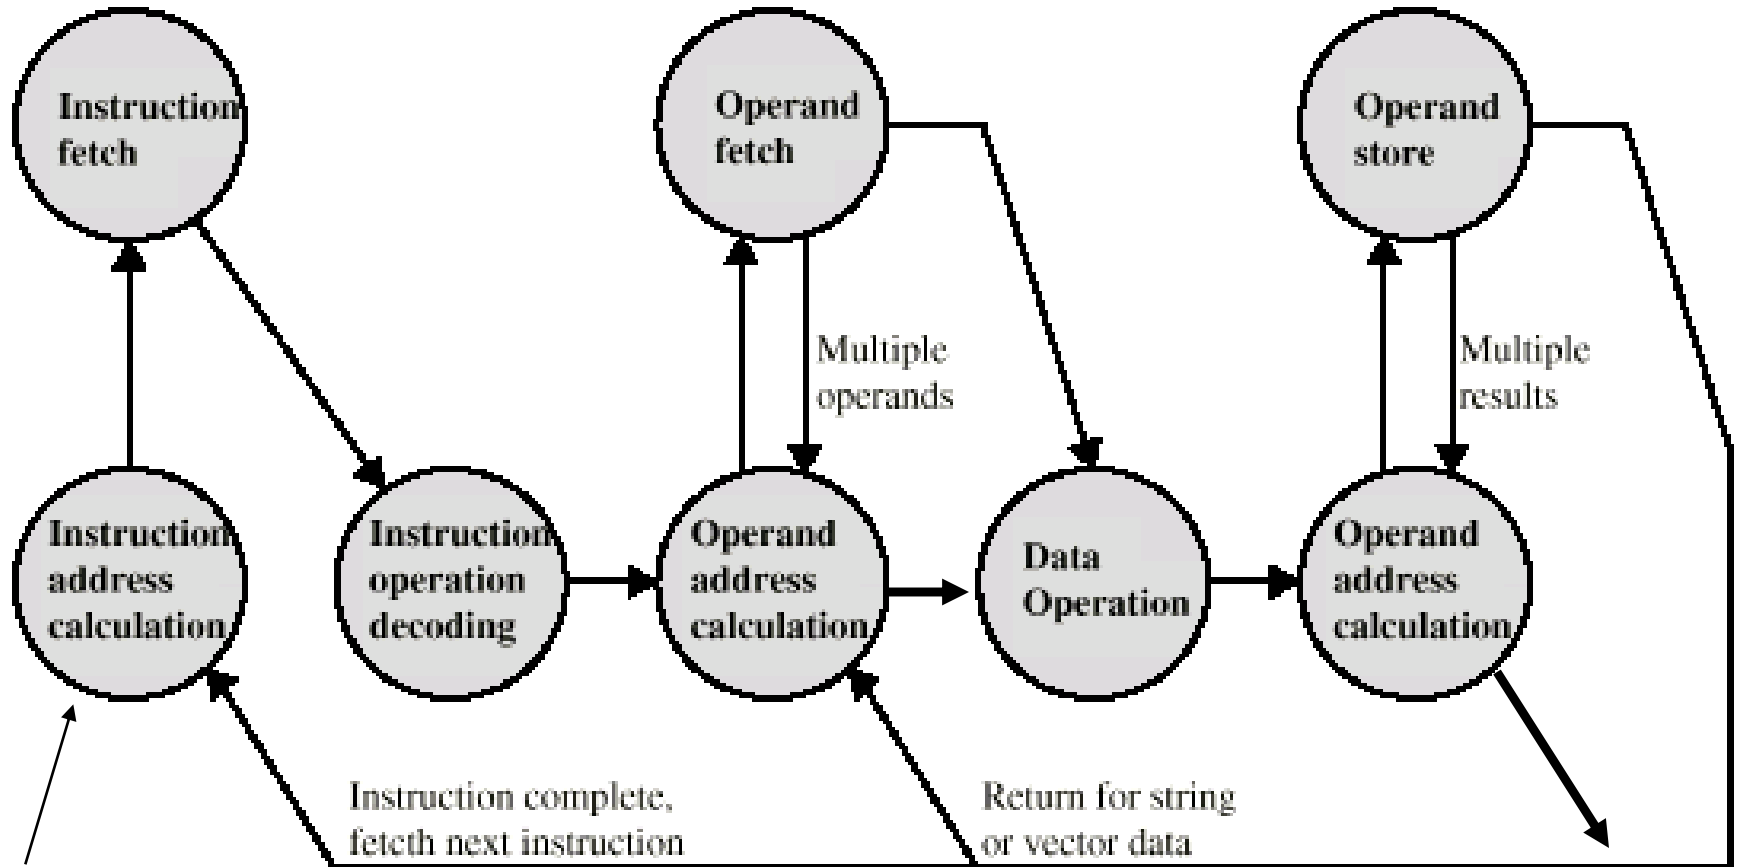 Instruction
fetch
Operand
fetch
Operand
store
Multiple
operands
Multiple
results
Instruction
address
calculation
Instruction
operation
decoding
Operand
address
calculation
Data
Operation
Operand
address
calculation
Instruction complete,
fetcth next instruction
Return for string
or vector data